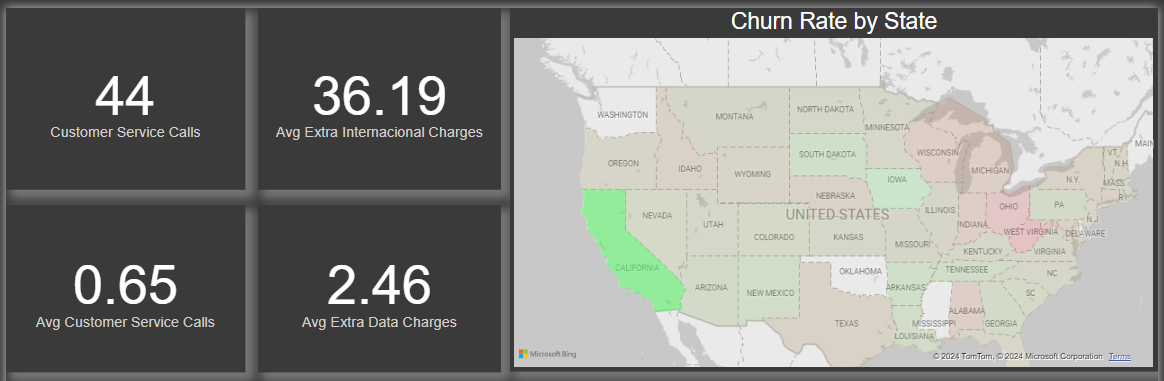 Churn Rate by State
44
Customer Service Calls
36.19
Avg Extra Internacional Charges
0.65
Avg Customer Service Calls
2.46
Avg Extra Data Charges
WASHINGTON
MONTANA
NORTH DAKOTA
MINNESOTA
OREGON
IDAHO
WYOMING
SOUTH DAKOTA
WISCONSIN
MICHIGAN
N.Y
VT.
N.H
MAIN
MASS
R.I
IOWA
NEBRASKA
UNITED STATES
NEVADA
UTAH
COLORADO
KANSAS
MISSOURI
ILLINOIS
INDIANA
OHIO
PA
N.J
WEST VIRGINIA
DELAWARE
KENTUCKY
VIRGINIA
CALIFORNIA
ARIZONA
NEW MEXICO
OKLAHOMA
ARKANSAS
TENNESSEE
NC
SC
TEXAS
LOUISIANA
MISSISSIPPI
ALABAMA
GEORGIA
Microsoft Bing
© 2024 TomTom, © 2024 Microsoft Corporation Terms